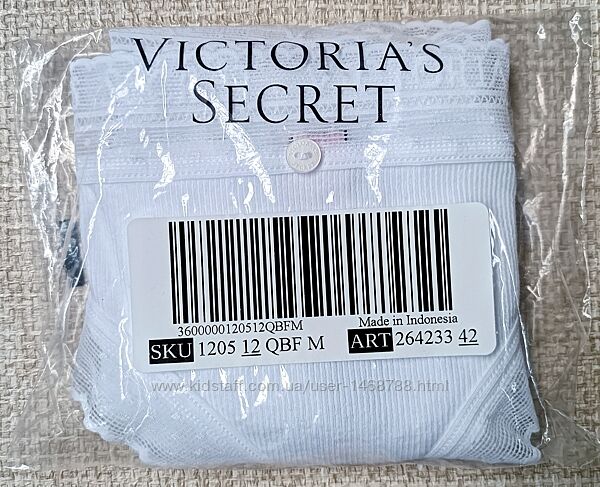 VICTORIA'S
SECRET
3600000120512QBFM
Made in Indonesia
SKU 1205 12 QBF M
ART 264233 42
www.kidstaff.com.ua/user-1468788.html